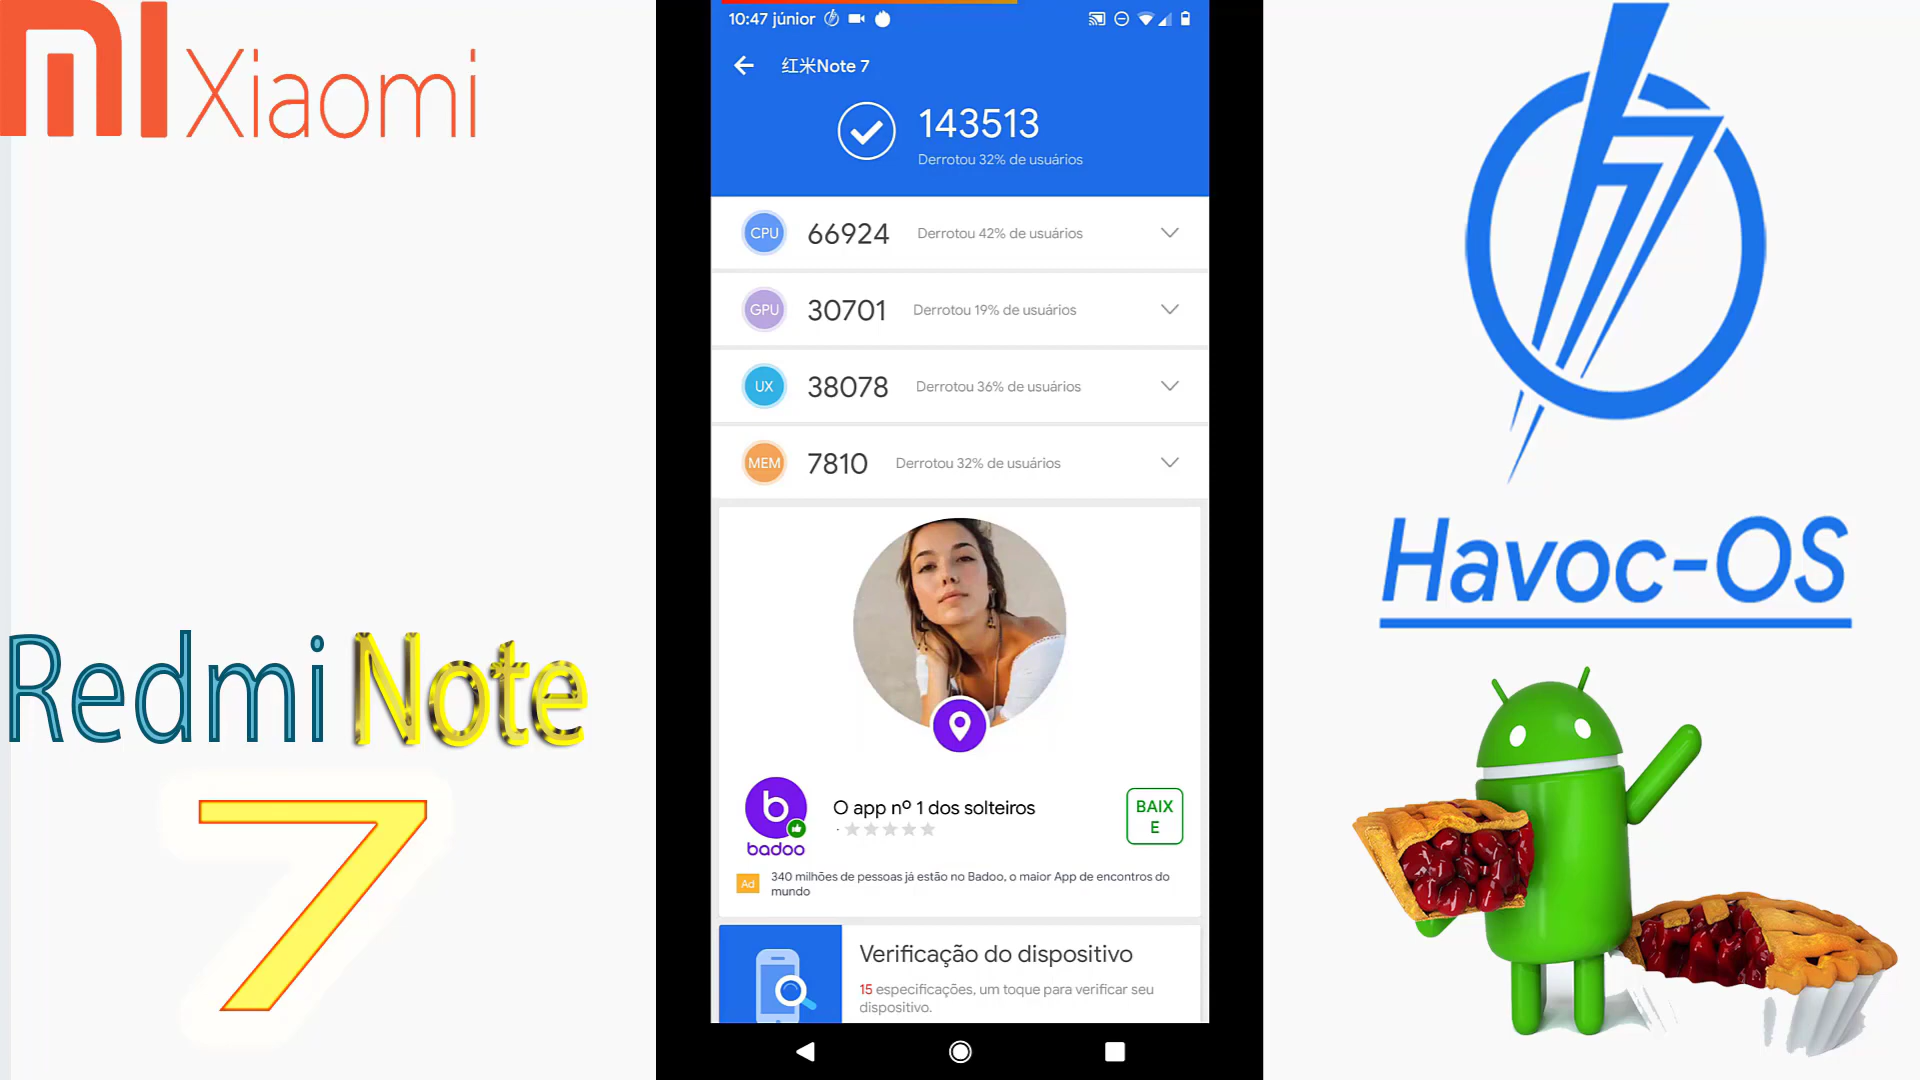 MI Xiaomi
10:47 júnior
红米Note 7
143513
Derrotou 32% de usuários
CPU 66924 Derrotou 42% de usuários
GPU 30701 Derrotou 19% de usuários
UX 38078 Derrotou 36% de usuários
MEM 7810 Derrotou 32% de usuários
badoo
O app nº 1 dos solteiros
BAIX
E
Ad
340 milhões de pessoas já estão no Badoo, o maior App de encontros do
mundo
Verificação do dispositivo
15 especificações, um toque para verificar seu
dispositivo.
Redmi Note
7
Havoc-OS